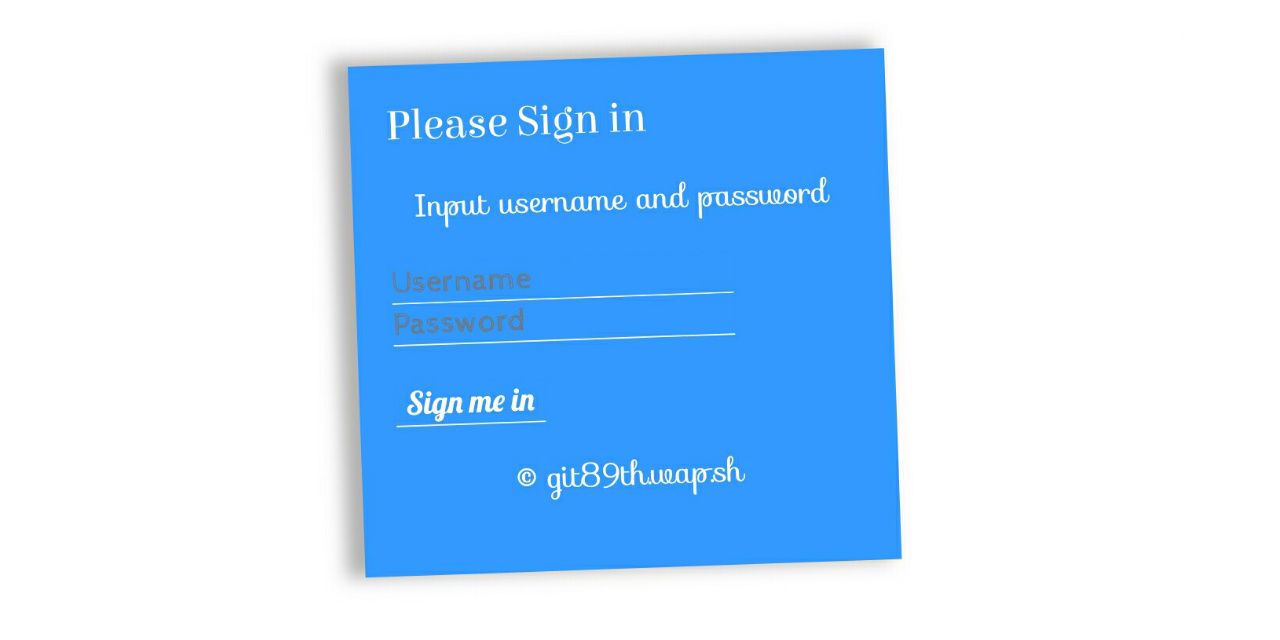 Please Sign in
Input username and password
Username
Password
Sign me in
© git89th.wap.sh